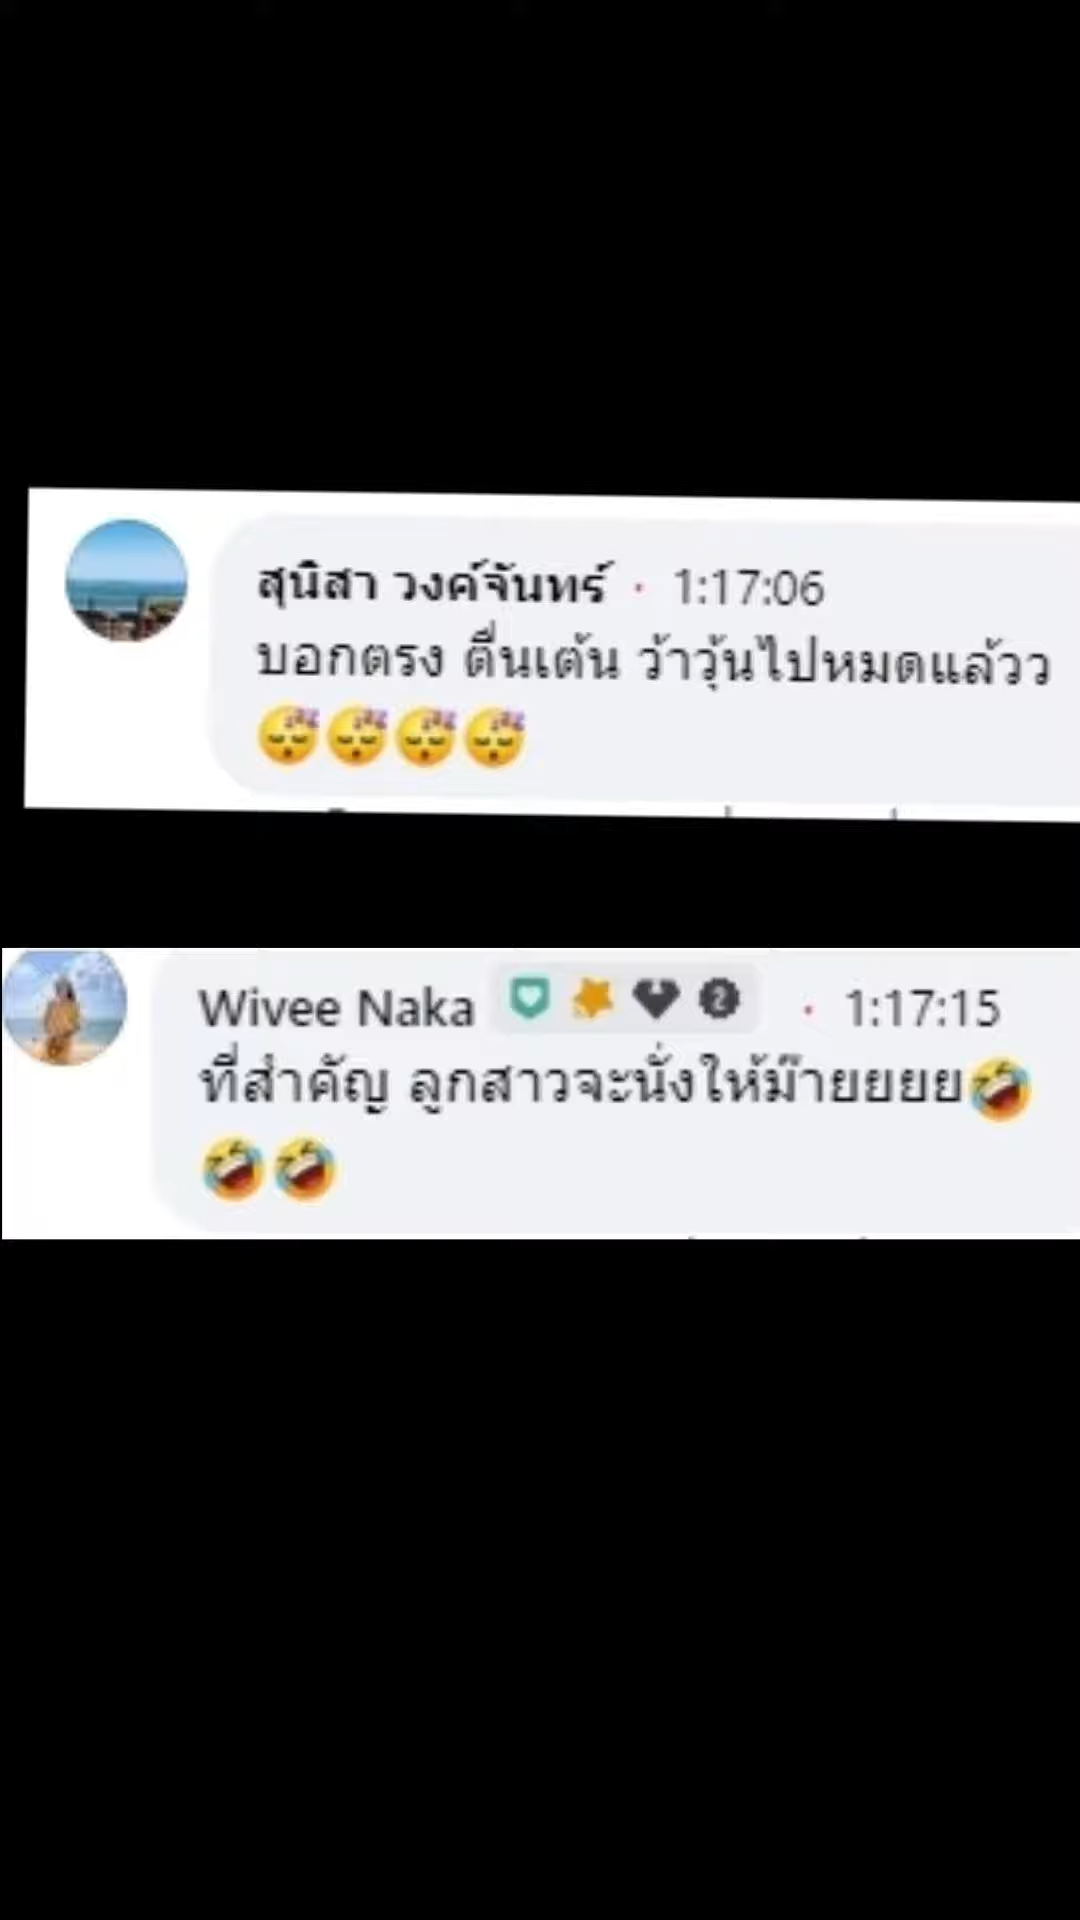 สุนิสา วงค์จันทร์ · 1:17:06
บอกตรง ตื่นเต้น ว้าวุ้นไปหมดแล้วว
😴😴😴😴
Wivee Naka · 1:17:15
ที่สำคัญ ลูกสาวจะนั่งให้ม๊ายยยย🤣
🤣🤣